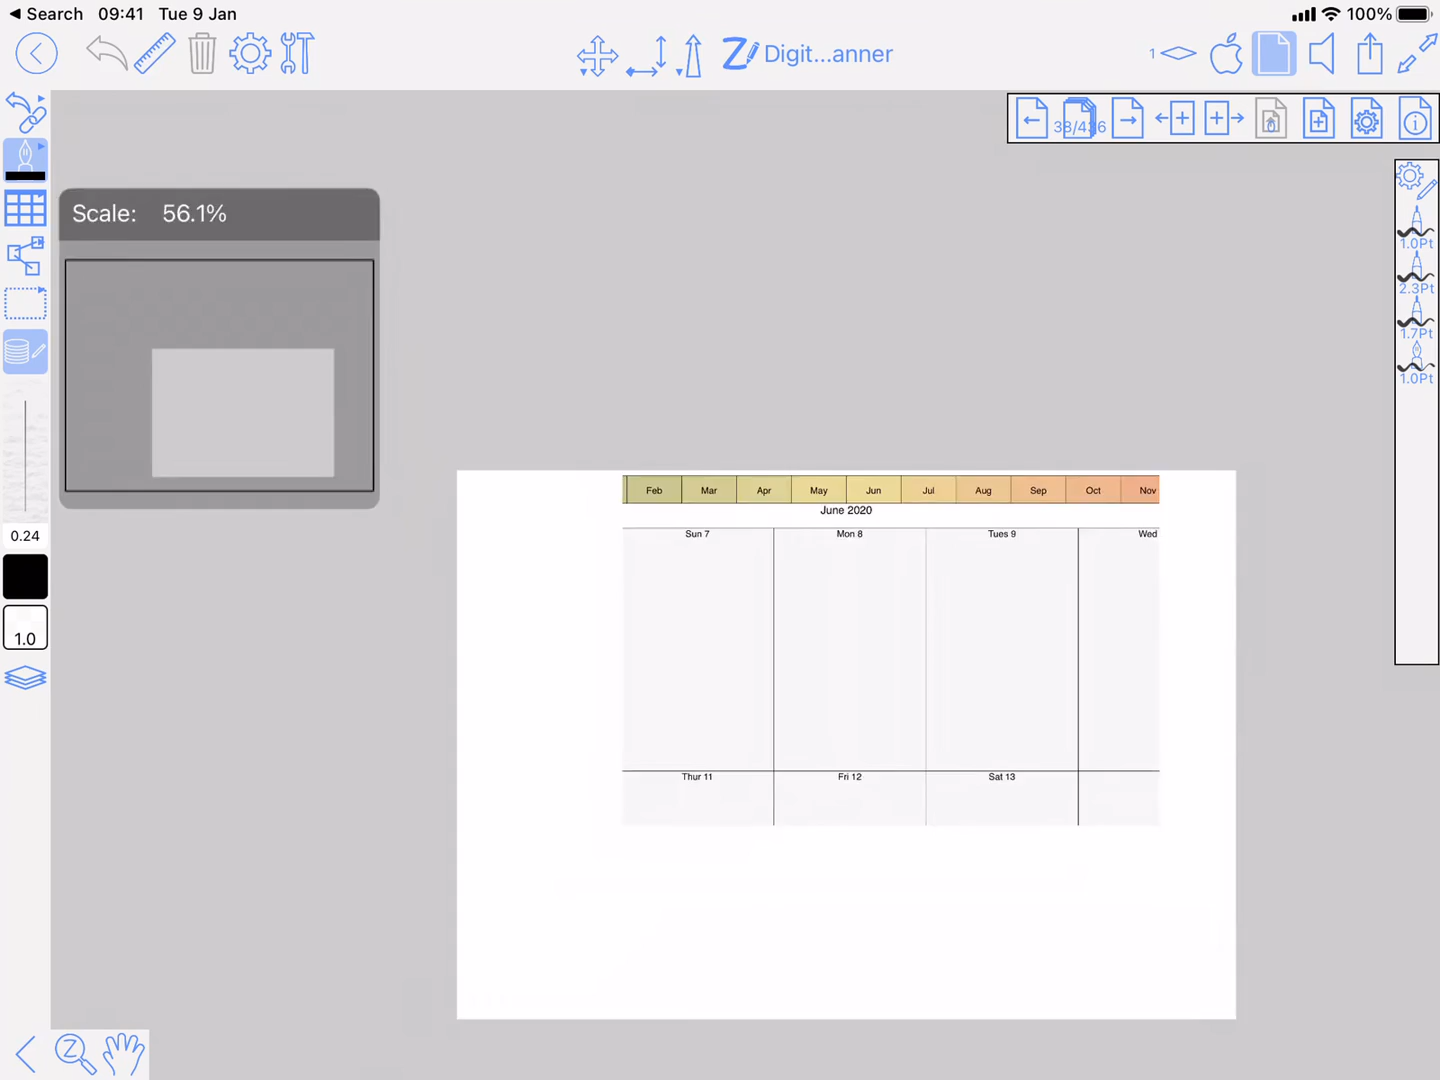 ◀ Search 09:41 Tue 9 Jan 100%
Digit...anner
1
Scale: 56.1%
1.0Pt
2.3Pt
1.7Pt
1.0Pt
Feb Mar Apr May Jun Jul Aug Sep Oct Nov
June 2020
Sun 7 Mon 8 Tues 9 Wed
Thur 11 Fri 12 Sat 13
0.24
1.0